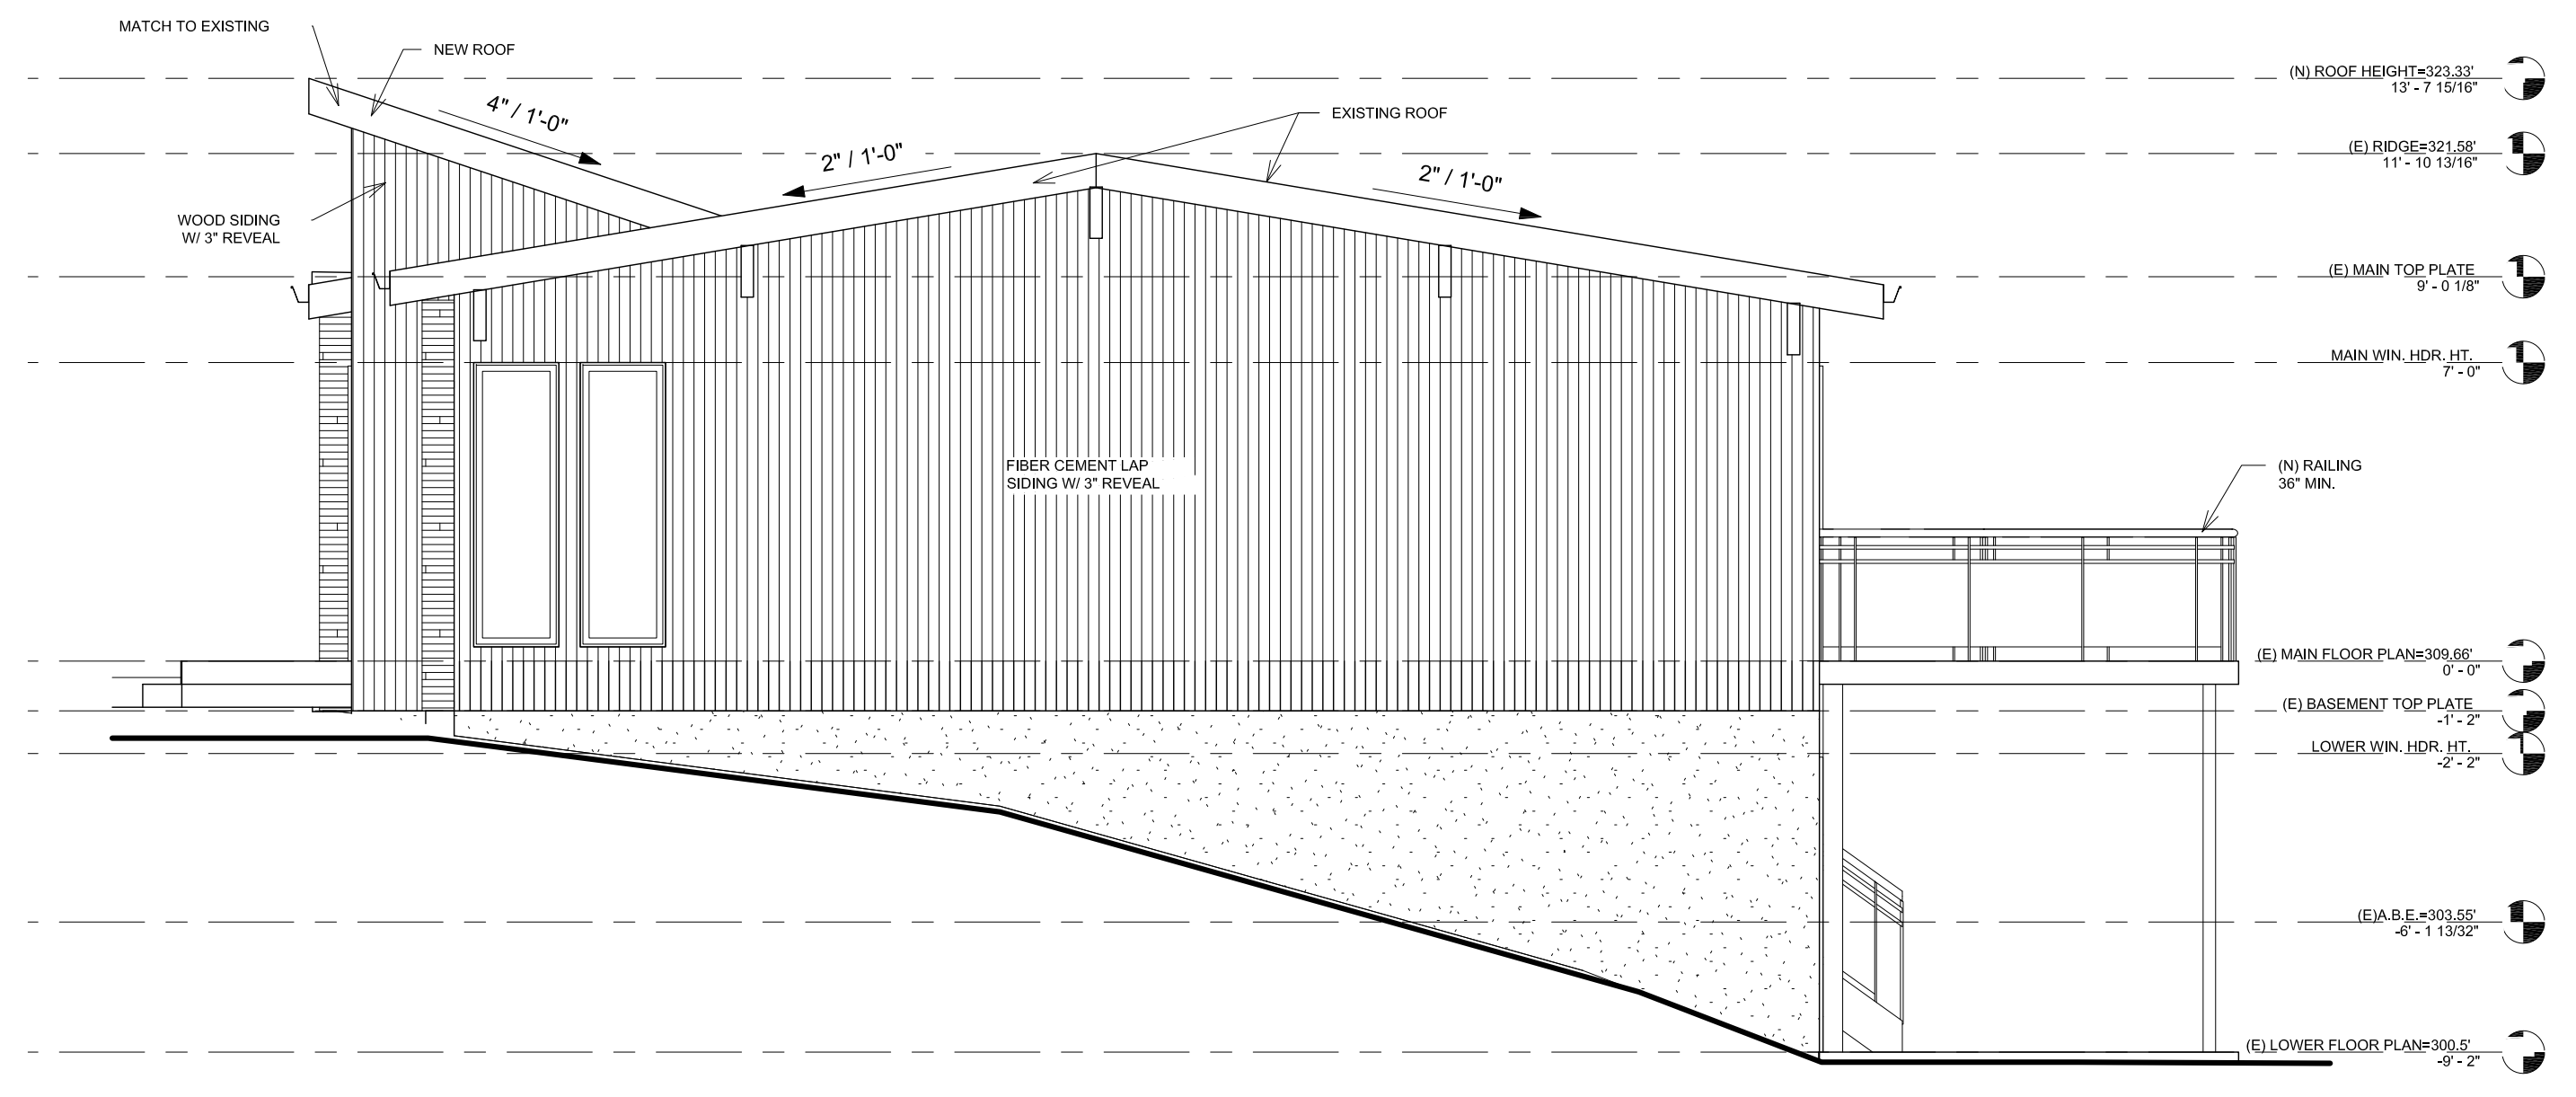 MATCH TO EXISTING
NEW ROOF
4" / 1'-0"
(N) ROOF HEIGHT=323.33'
13' - 7 15/16"
EXISTING ROOF
2" / 1'-0"
2" / 1'-0"
(E) RIDGE=321.58'
11' - 10 13/16"
WOOD SIDING
W/ 3" REVEAL
(E) MAIN TOP PLATE
9' - 0 1/8"
MAIN WIN. HDR. HT.
7' - 0"
FIBER CEMENT LAP
SIDING W/ 3" REVEAL
(N) RAILING
36" MIN.
(E) MAIN FLOOR PLAN=309.66'
0' - 0"
(E) BASEMENT TOP PLATE
-1' - 2"
LOWER WIN. HDR. HT.
-2' - 2"
(E)A.B.E.=303.55'
-6' - 1 13/32"
(E) LOWER FLOOR PLAN=300.5'
-9' - 2"